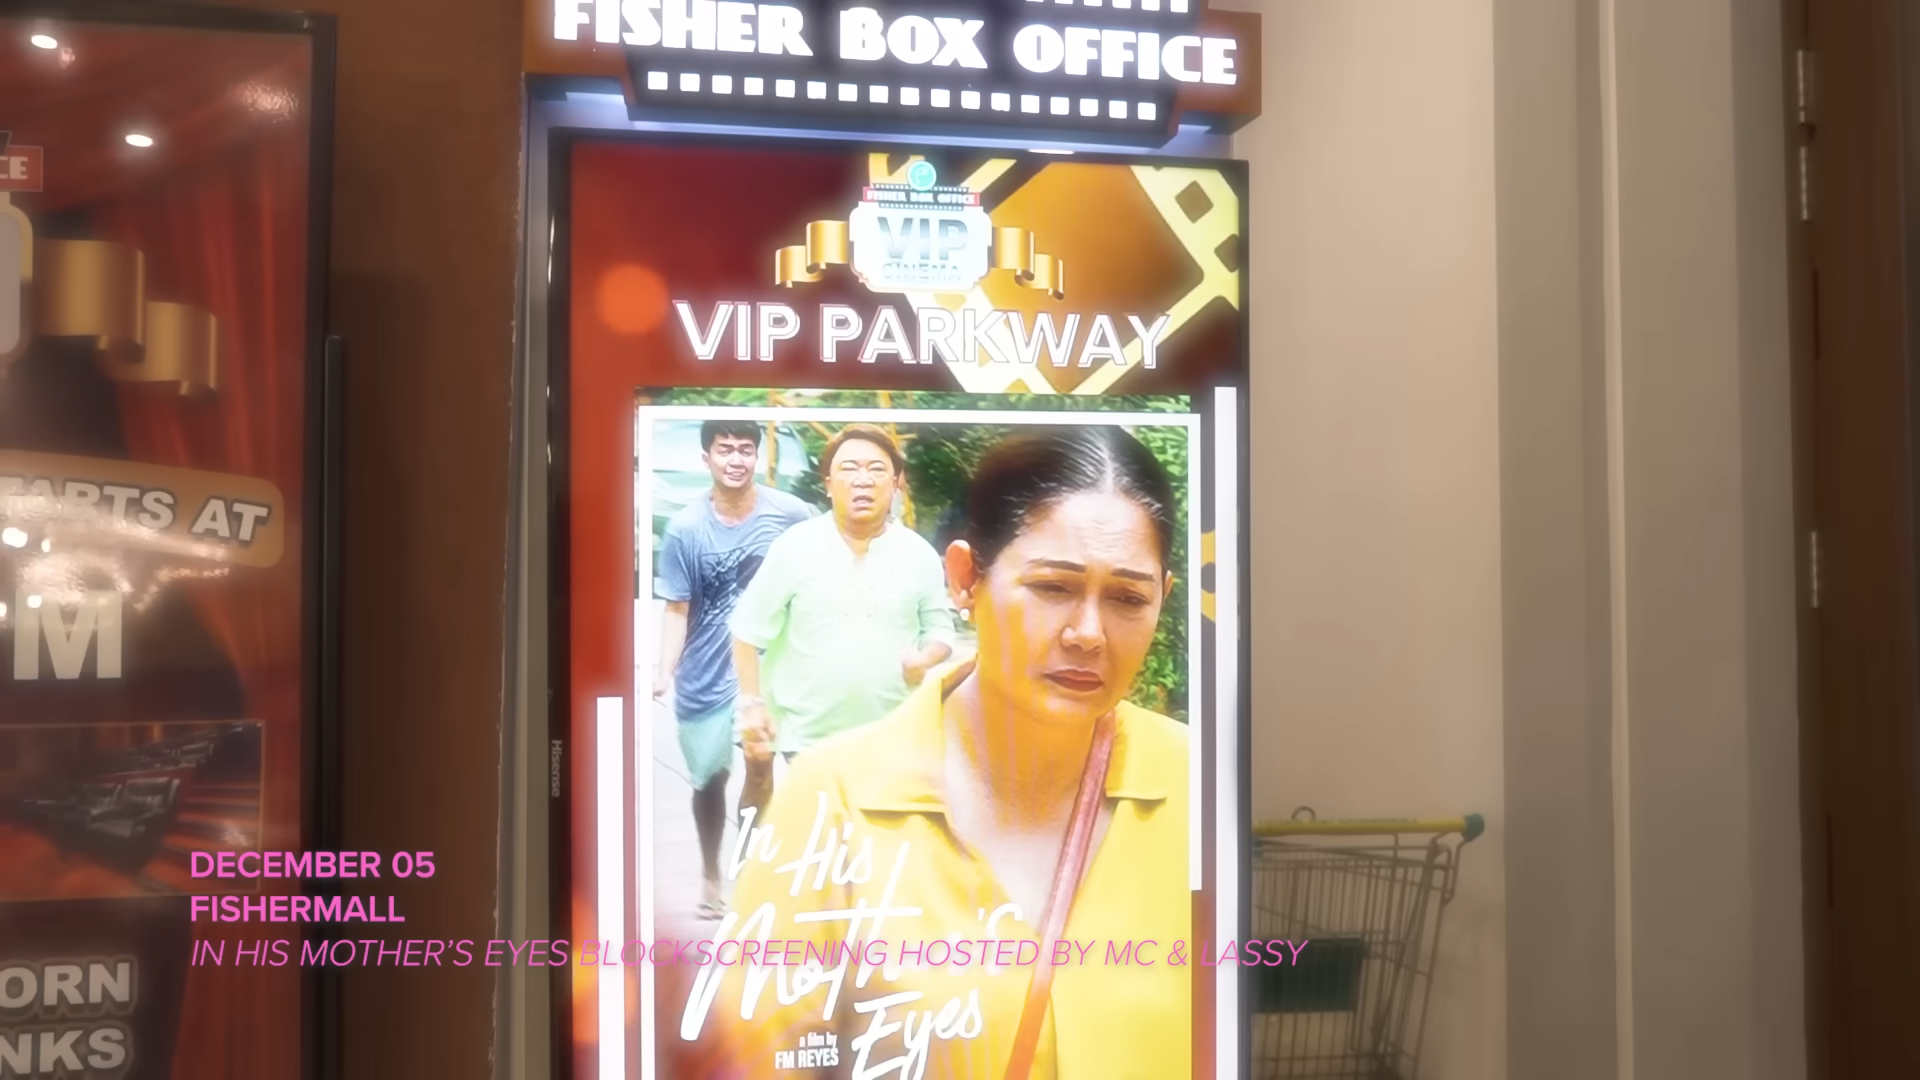 FISHER BOX OFFICE
FISHER BOX OFFICE
VIP
CINEMA
VIP PARKWAY
CE
STARTS AT
M
Hisense
In His
Mother's
Eyes
a film by
FM REYES
DECEMBER 05
FISHERMALL
IN HIS MOTHER'S EYES BLOCKSCREENING HOSTED BY MC & LASSY
ORN
NKS